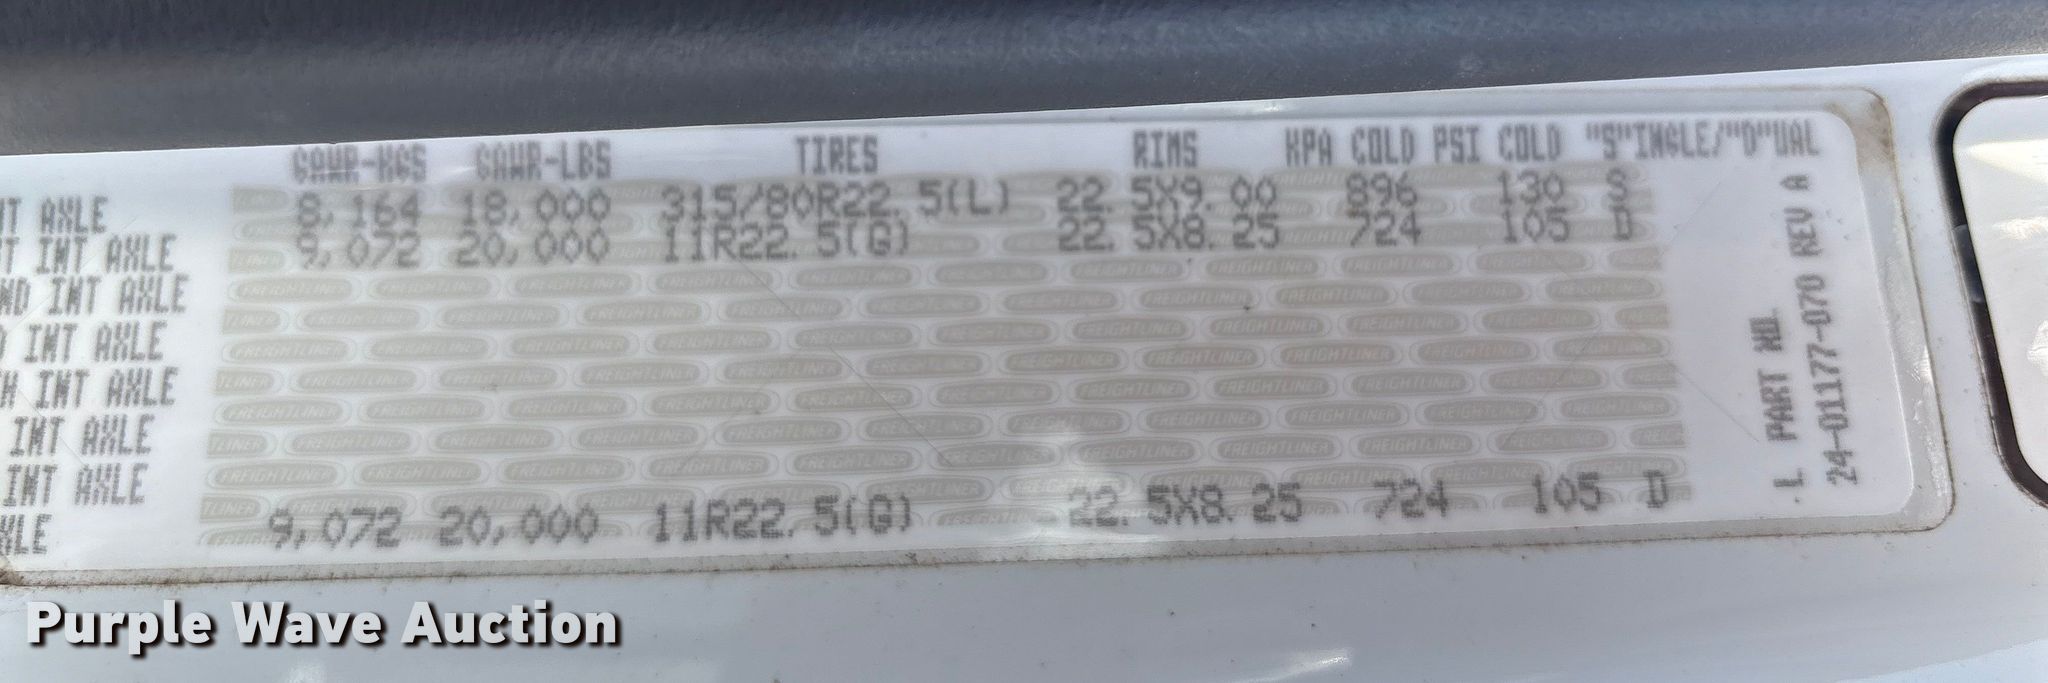 GAWR-KGS GAWR-LBS TIRES RIMS KPA COLD PSI COLD "S"INGLE/"D"UAL
NT AXLE 8,164 18,000 315/80R22.5(L) 22.5X9.00 896 130 S
T INT AXLE 9,072 20,000 11R22.5(G) 22.5X8.25 724 105 D
ND INT AXLE
D INT AXLE
H INT AXLE
INT AXLE
INT AXLE
XLE 9,072 20,000 11R22.5(G) 22.5X8.25 724 105 D
L PART NO.
24-01177-070 REV A
FREIGHTLINER
Purple Wave Auction